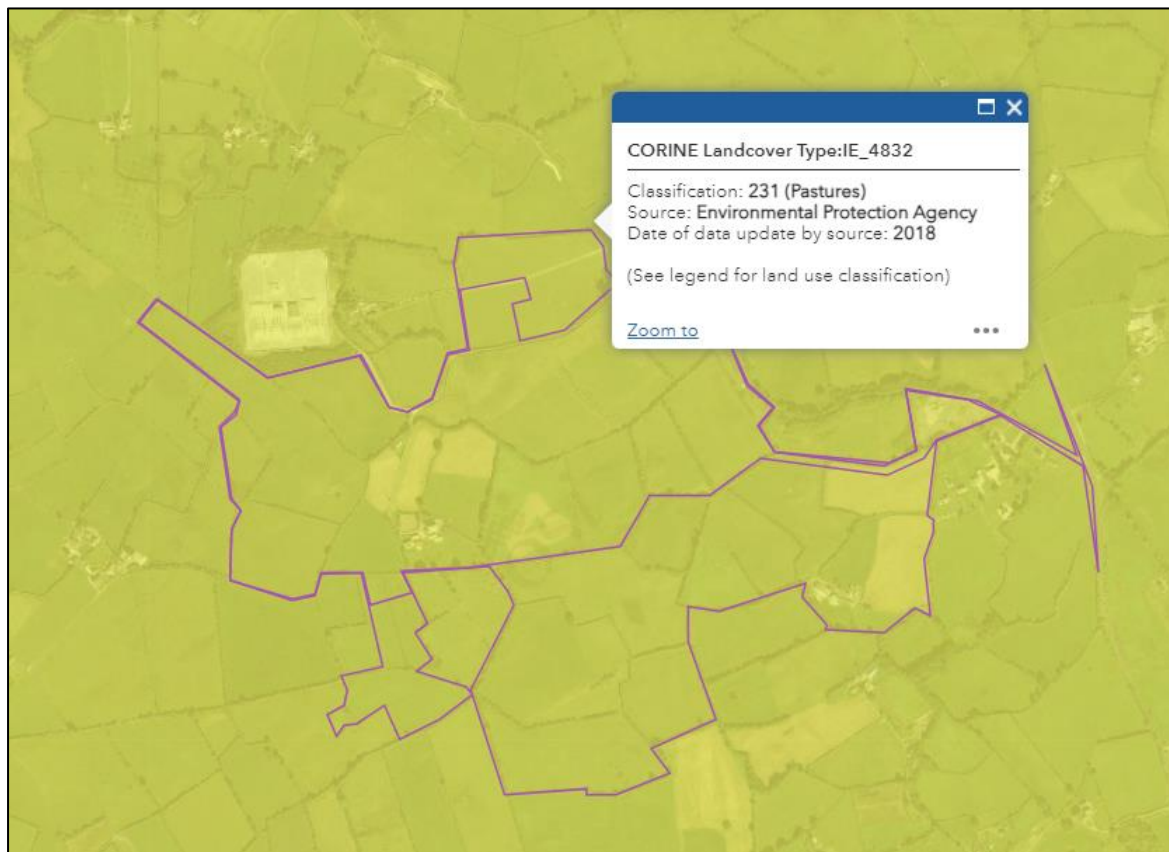 CORINE Landcover Type:IE_4832
Classification: 231 (Pastures)
Source: Environmental Protection Agency
Date of data update by source: 2018
(See legend for land use classification)
Zoom to